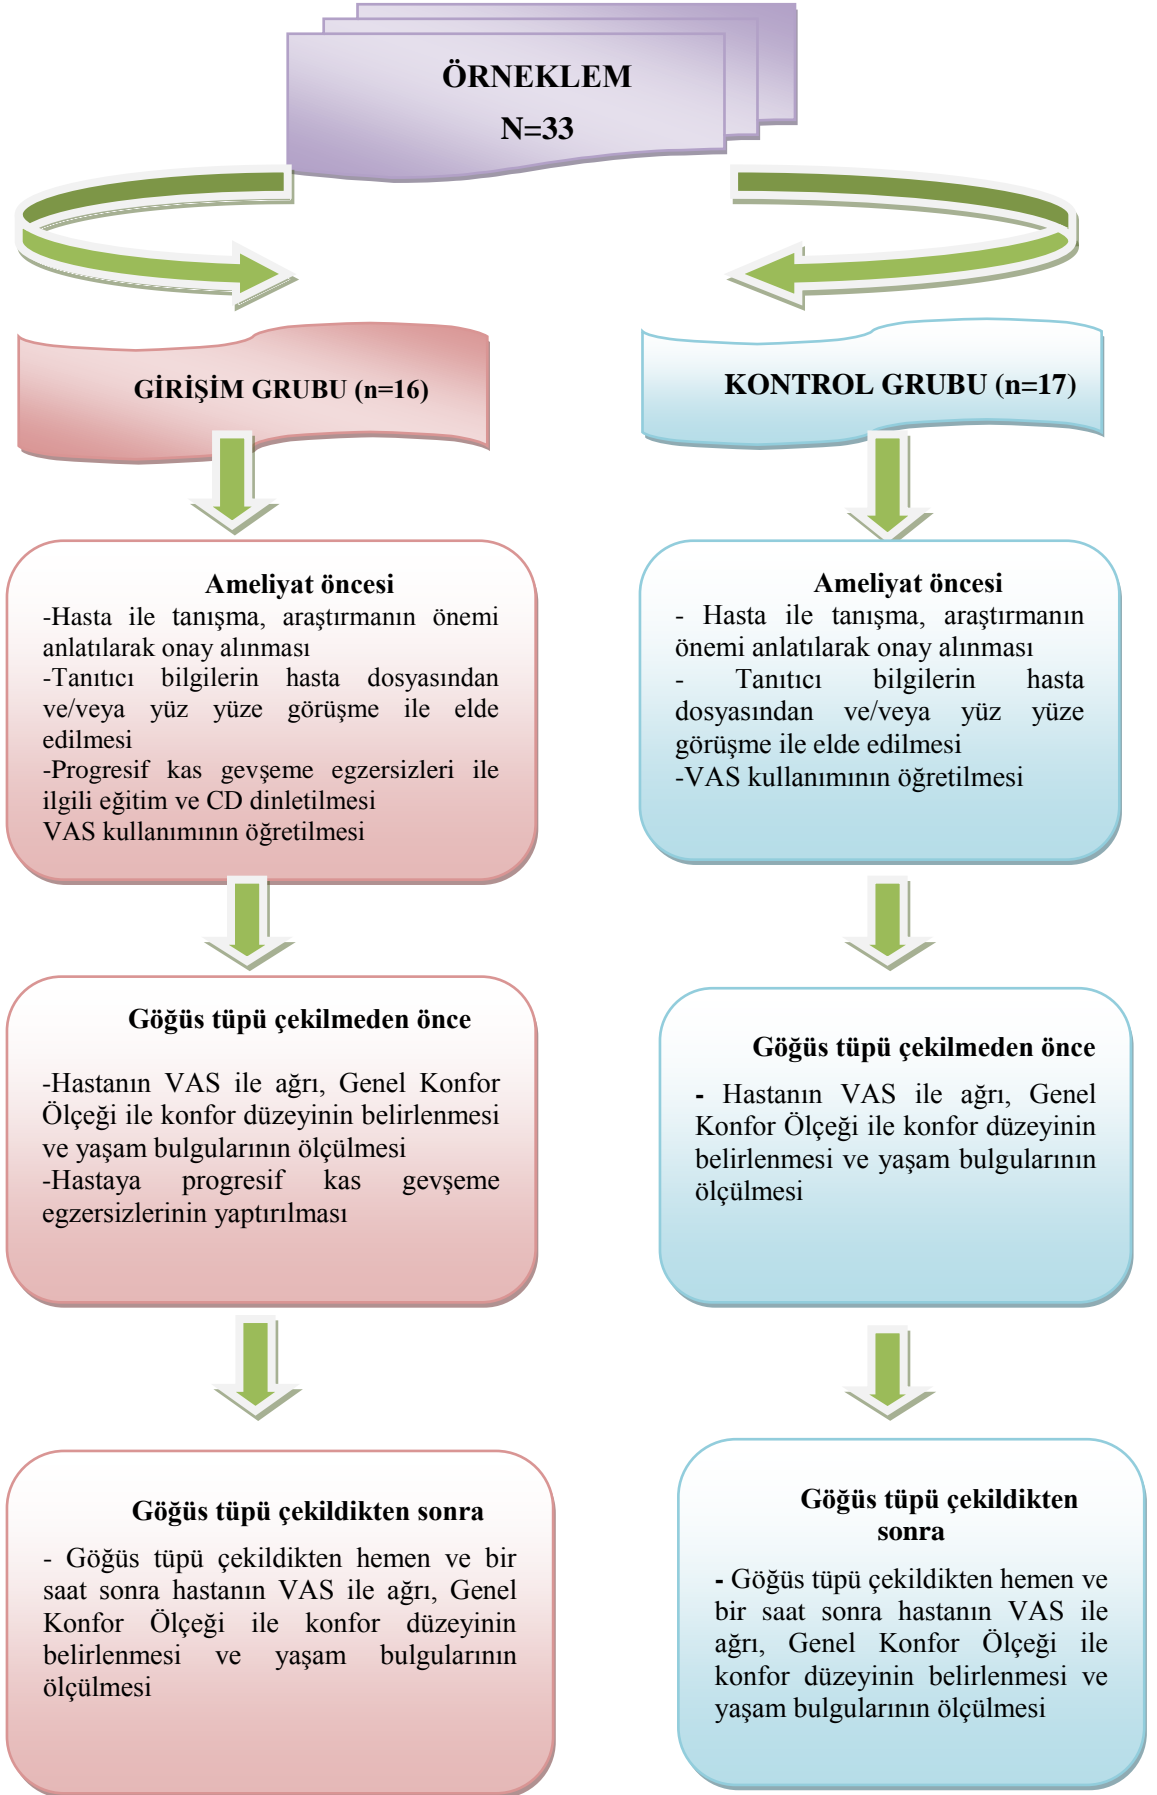 ÖRNEKLEM
N=33
GİRİŞİM GRUBU (n=16)
KONTROL GRUBU (n=17)
Ameliyat öncesi
-Hasta ile tanışma, araştırmanın önemi
anlatılarak onay alınması
-Tanıtıcı bilgilerin hasta dosyasından
ve/veya yüz yüze görüşme ile elde
edilmesi
-Progresif kas gevşeme egzersizleri ile
ilgili eğitim ve CD dinletilmesi
VAS kullanımının öğretilmesi
Ameliyat öncesi
- Hasta ile tanışma, araştırmanın
önemi anlatılarak onay alınması
- Tanıtıcı bilgilerin hasta
dosyasından ve/veya yüz yüze
görüşme ile elde edilmesi
-VAS kullanımının öğretilmesi
Göğüs tüpü çekilmeden önce
-Hastanın VAS ile ağrı, Genel Konfor
Ölçeği ile konfor düzeyinin belirlenmesi
ve yaşam bulgularının ölçülmesi
-Hastaya progresif kas gevşeme
egzersizlerinin yaptırılması
Göğüs tüpü çekilmeden önce
- Hastanın VAS ile ağrı, Genel
Konfor Ölçeği ile konfor düzeyinin
belirlenmesi ve yaşam bulgularının
ölçülmesi
Göğüs tüpü çekildikten sonra
- Göğüs tüpü çekildikten hemen ve bir
saat sonra hastanın VAS ile ağrı, Genel
Konfor Ölçeği ile konfor düzeyinin
belirlenmesi ve yaşam bulgularının
ölçülmesi
Göğüs tüpü çekildikten
sonra
- Göğüs tüpü çekildikten hemen ve
bir saat sonra hastanın VAS ile
ağrı, Genel Konfor Ölçeği ile
konfor düzeyinin belirlenmesi ve
yaşam bulgularının ölçülmesi